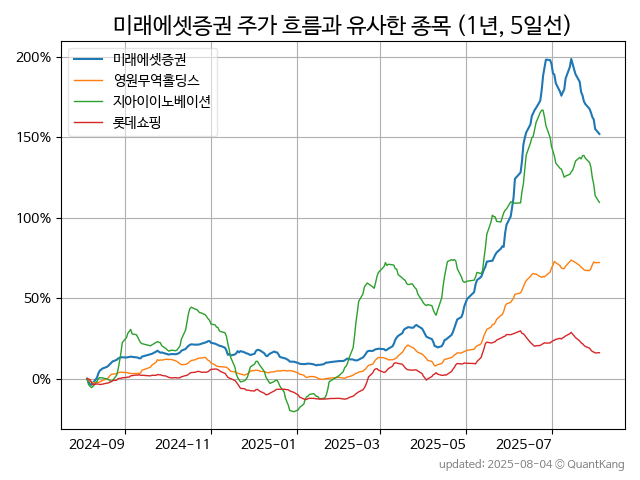 미래에셋증권 주가 흐름과 유사한 종목 (1년, 5일선)
미래에셋증권
영원무역홀딩스
지아이이노베이션
롯데쇼핑
200%
150%
100%
50%
0%
2024-09
2024-11
2025-01
2025-03
2025-05
2025-07
updated: 2025-08-04 © QuantKang